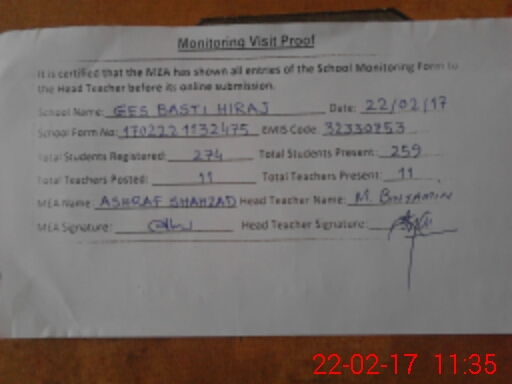 Monitoring Visit Proof
It is certified that the MEA has shown all entries of the School Monitoring Form to
the Head Teacher before its online submission.
School Name: GES BASTI HIRAJ Date: 22/02/17
School Form No: 1702221132475 EMIS Code: 32330253
Total Students Registered: 274 Total Students Present: 259
Total Teachers Posted: 11 Total Teachers Present: 11
MEA Name: ASHRAF SHAHZAD Head Teacher Name: M. BINYAMIN
MEA Signature: Head Teacher Signature:
22-02-17 11:35